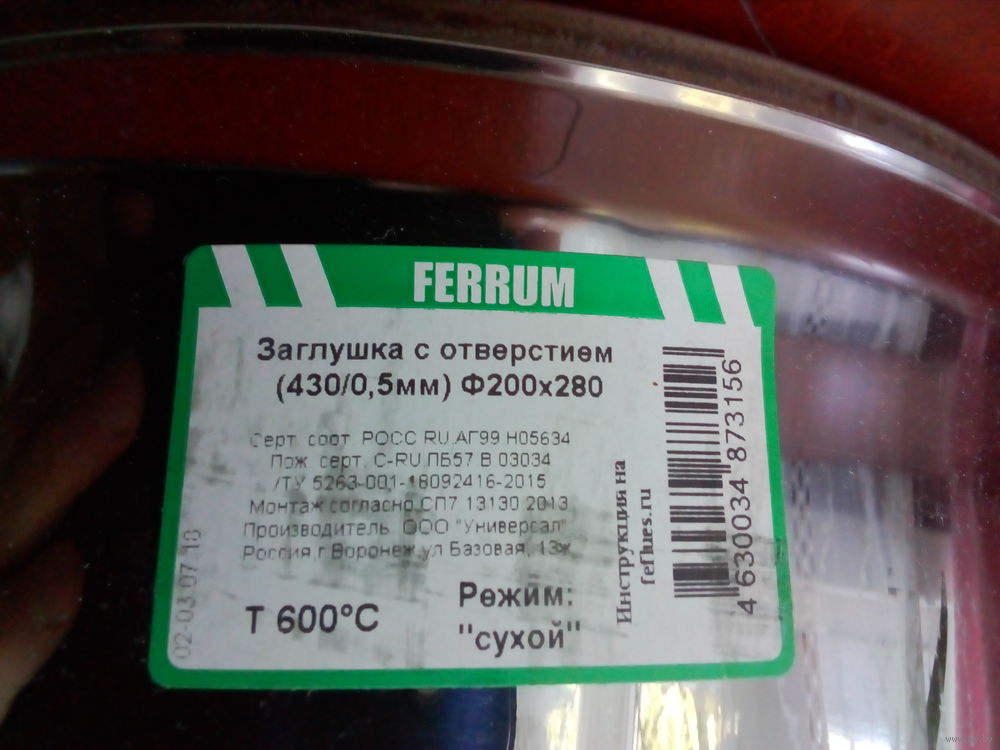 FERRUM
Заглушка с отверстием
(430/0,5мм) Ф200х280
Серт. соот. РОСС RU.АГ99.Н05634
Пож. серт. С-RU.ПБ57.В.03034
/ТУ 5263-001-18092416-2015
Монтаж согласно СП7.13130.2013
Производитель: ООО "Универсал"
Россия,г.Воронеж,ул.Базовая, 13ж
T 600°C
Режим:
"сухой"
Инструкция на
feflues.ru
4 630034 873156
02-03.07.18